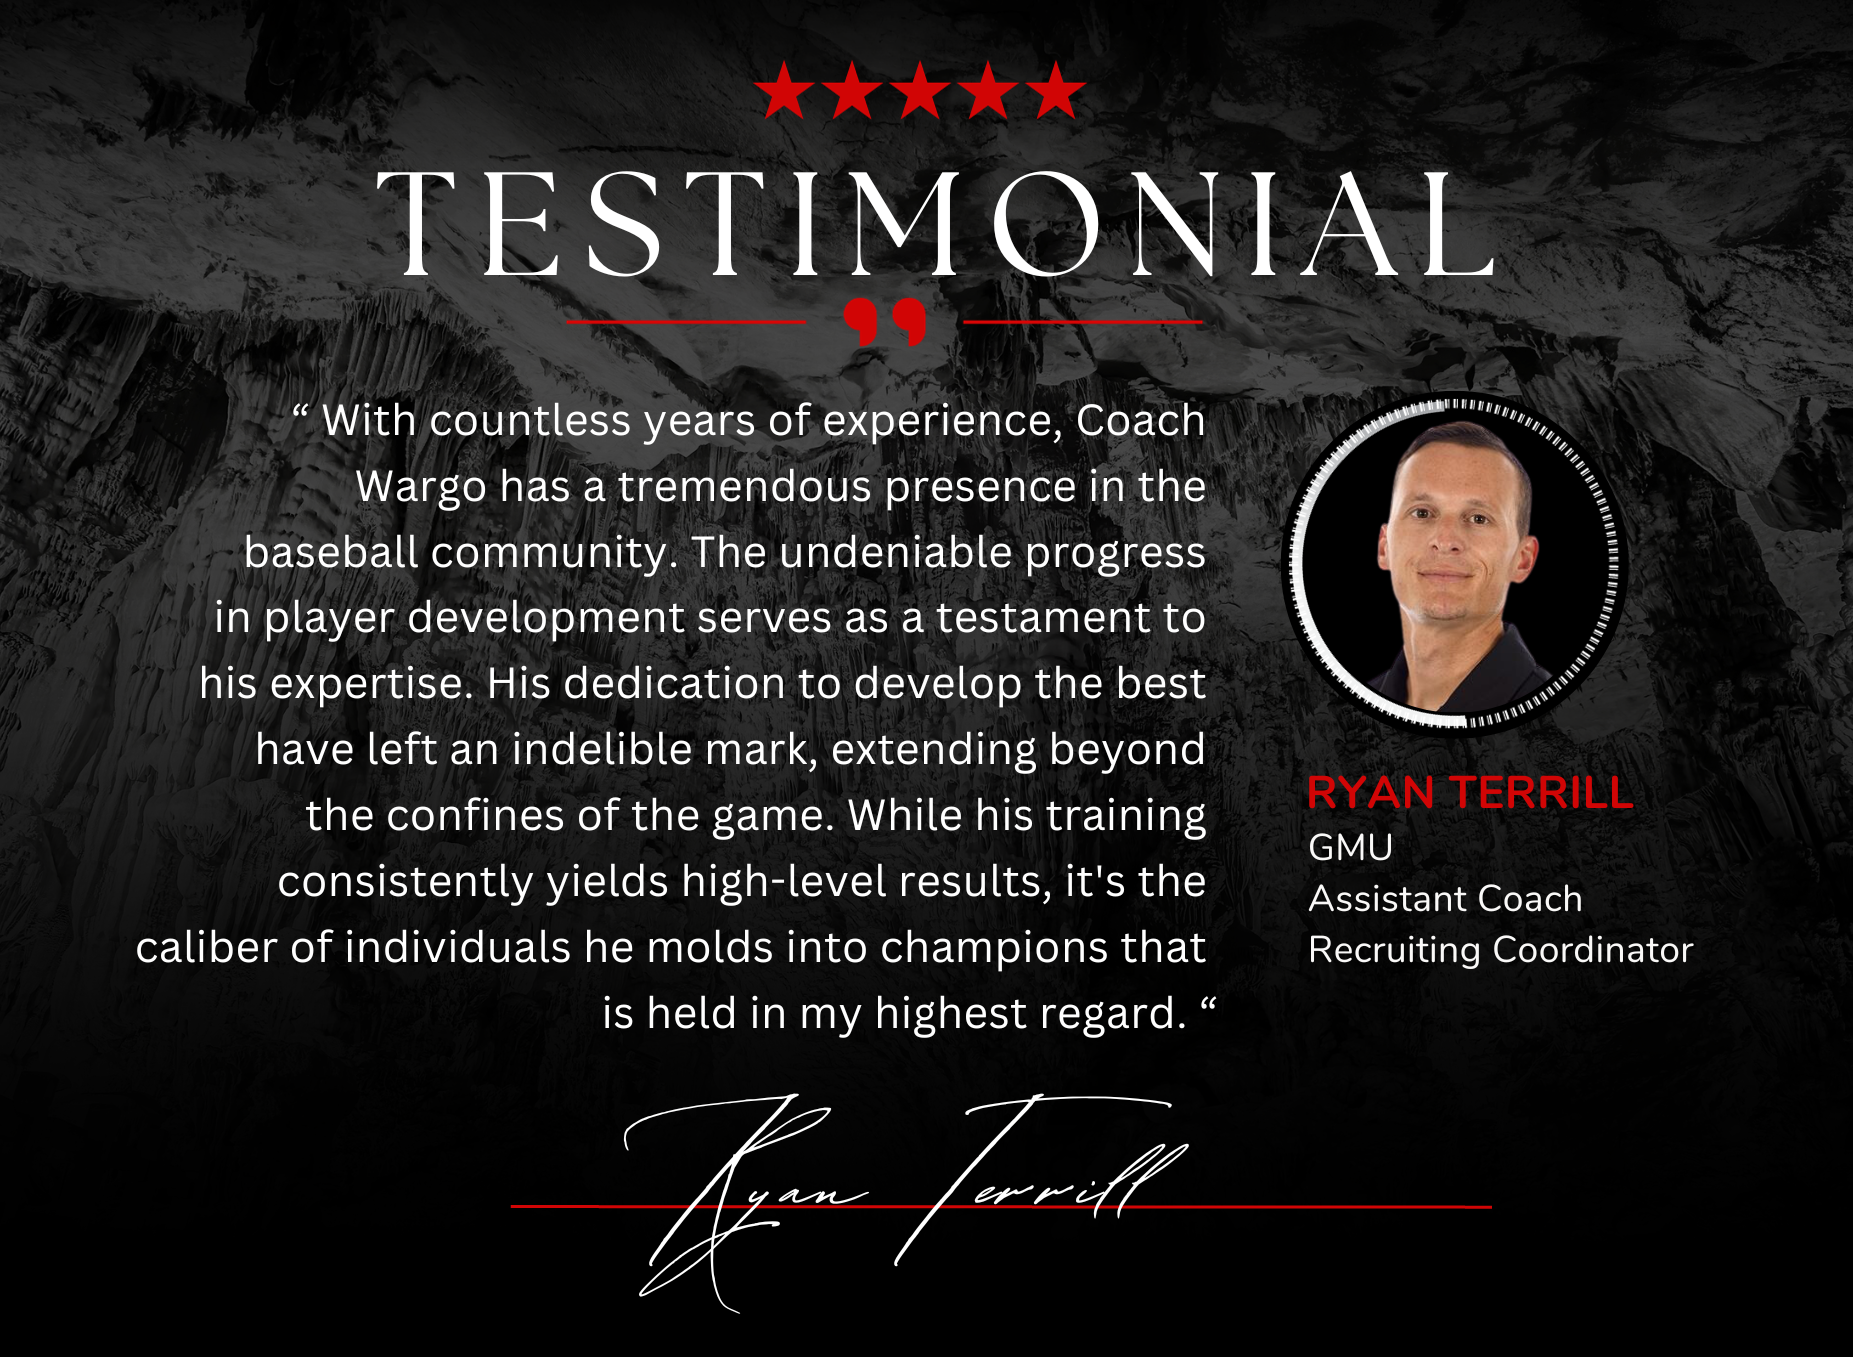 TESTIMONIAL
“ With countless years of experience, Coach
Wargo has a tremendous presence in the
baseball community. The undeniable progress
in player development serves as a testament to
his expertise. His dedication to develop the best
have left an indelible mark, extending beyond
the confines of the game. While his training
consistently yields high-level results, it's the
caliber of individuals he molds into champions that
is held in my highest regard. “
RYAN TERRILL
GMU
Assistant Coach
Recruiting Coordinator
Ryan Terrill